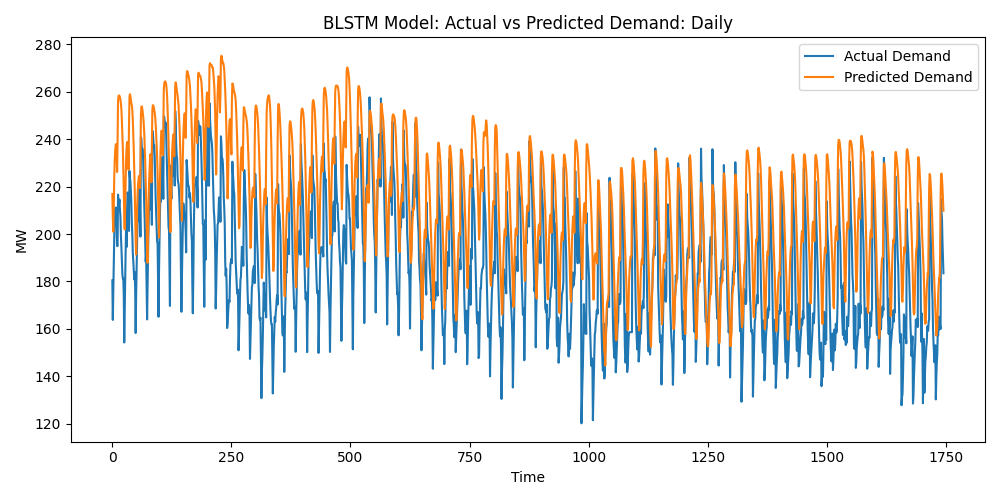 BLSTM Model: Actual vs Predicted Demand: Daily
Actual Demand
Predicted Demand
280
260
240
220
200
180
160
140
120
MW
0 250 500 750 1000 1250 1500 1750
Time